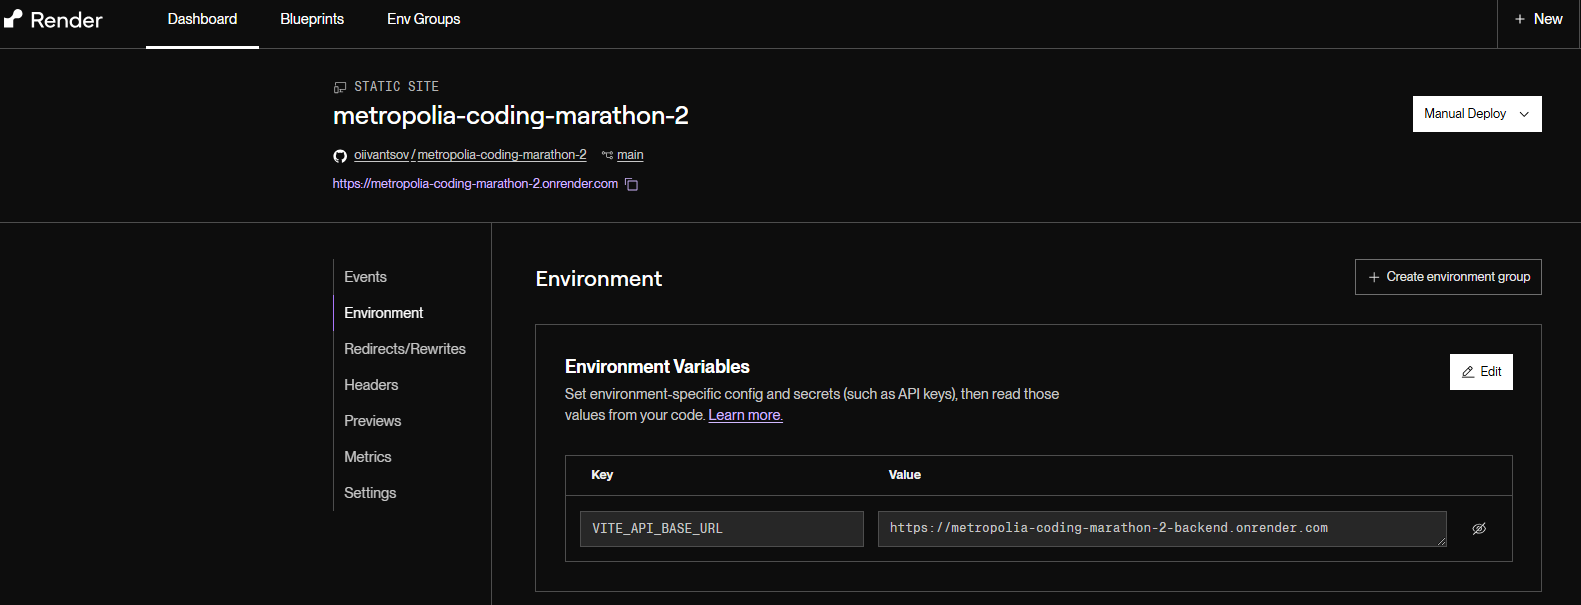 Render
Dashboard
Blueprints
Env Groups
+ New
STATIC SITE
metropolia-coding-marathon-2
Manual Deploy
oiivantsov / metropolia-coding-marathon-2
main
https://metropolia-coding-marathon-2.onrender.com
Events
Environment
Redirects/Rewrites
Headers
Previews
Metrics
Settings
Environment
+ Create environment group
Environment Variables
Edit
Set environment-specific config and secrets (such as API keys), then read those
values from your code. Learn more.
Key
Value
VITE_API_BASE_URL
https://metropolia-coding-marathon-2-backend.onrender.com